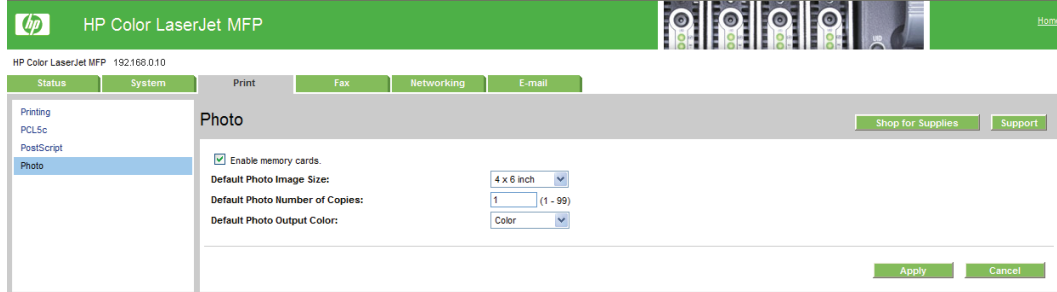 hp HP Color LaserJet MFP
Home
HP Color LaserJet MFP 192.168.0.10
Status System Print Fax Networking E-mail
Printing
PCL5c
PostScript
Photo
Photo
Shop for Supplies Support
Enable memory cards.
Default Photo Image Size: 4 x 6 inch
Default Photo Number of Copies: 1 (1 - 99)
Default Photo Output Color: Color
Apply Cancel